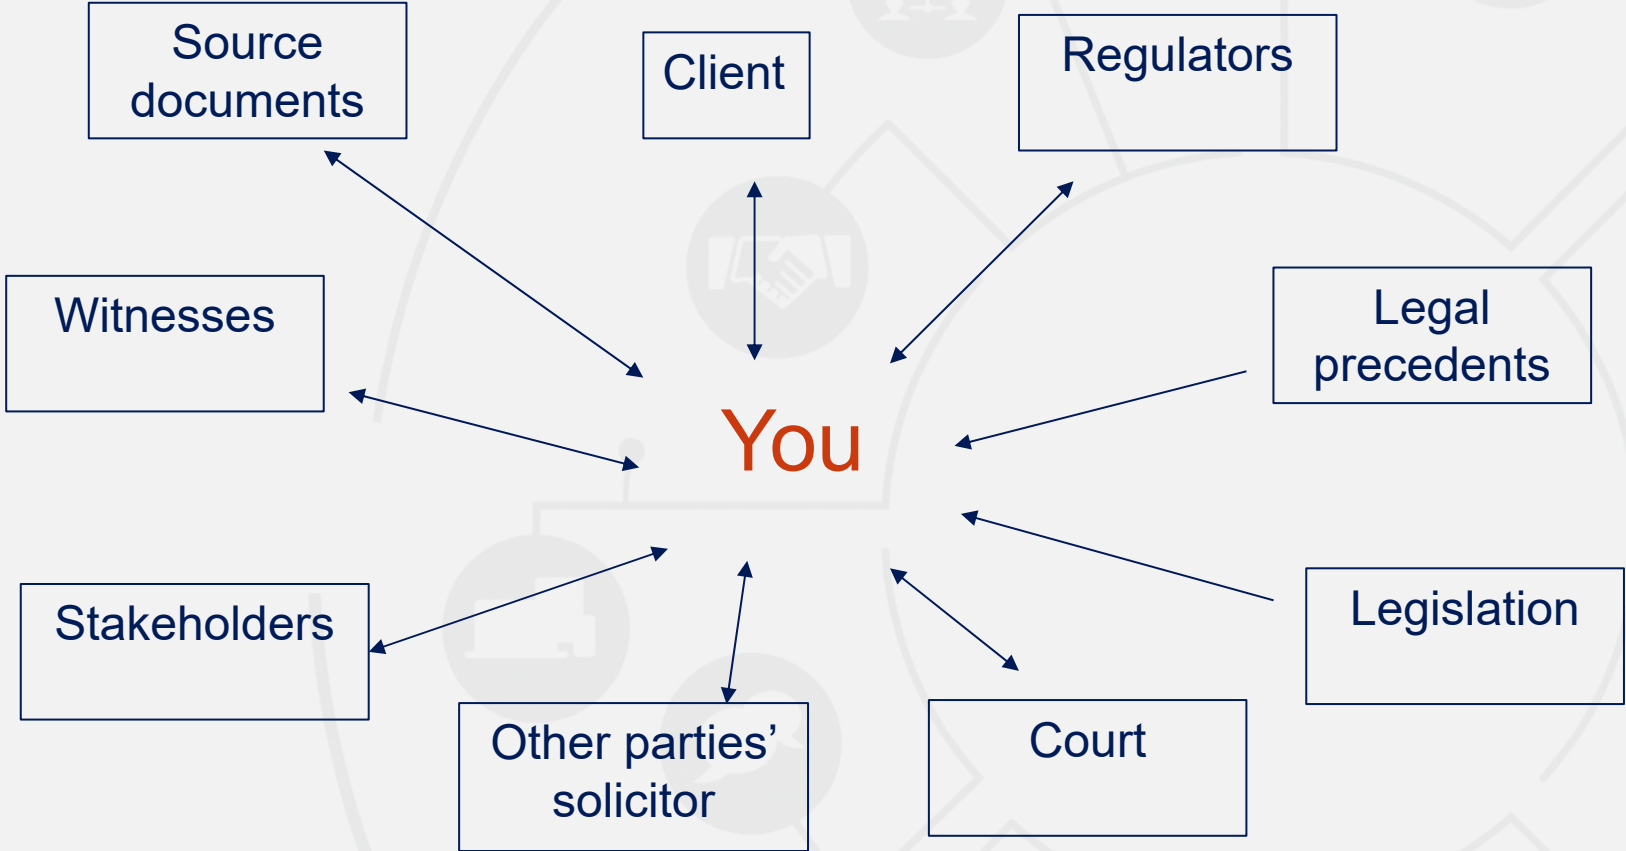 Source
documents
Client
Regulators
Witnesses
Legal
precedents
You
Stakeholders
Legislation
Other parties’
solicitor
Court